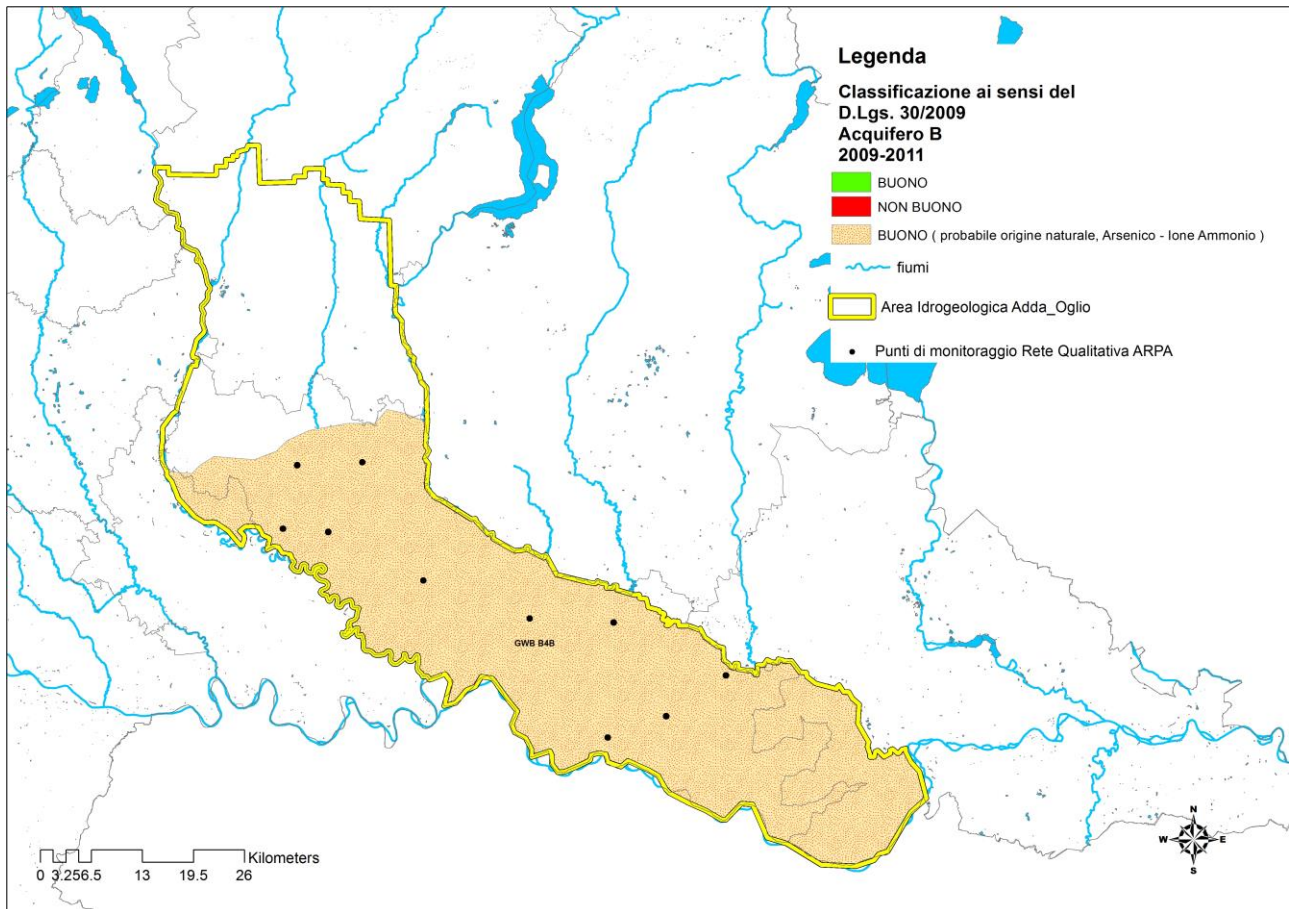 Legenda
Classificazione ai sensi del
D.Lgs. 30/2009
Acquifero B
2009-2011
BUONO
NON BUONO
BUONO ( probabile origine naturale, Arsenico - Ione Ammonio )
fiumi
Area Idrogeologica Adda_Oglio
Punti di monitoraggio Rete Qualitativa ARPA
GWB B4B
N
W E
S
Kilometers
0 3.25 6.5 13 19.5 26